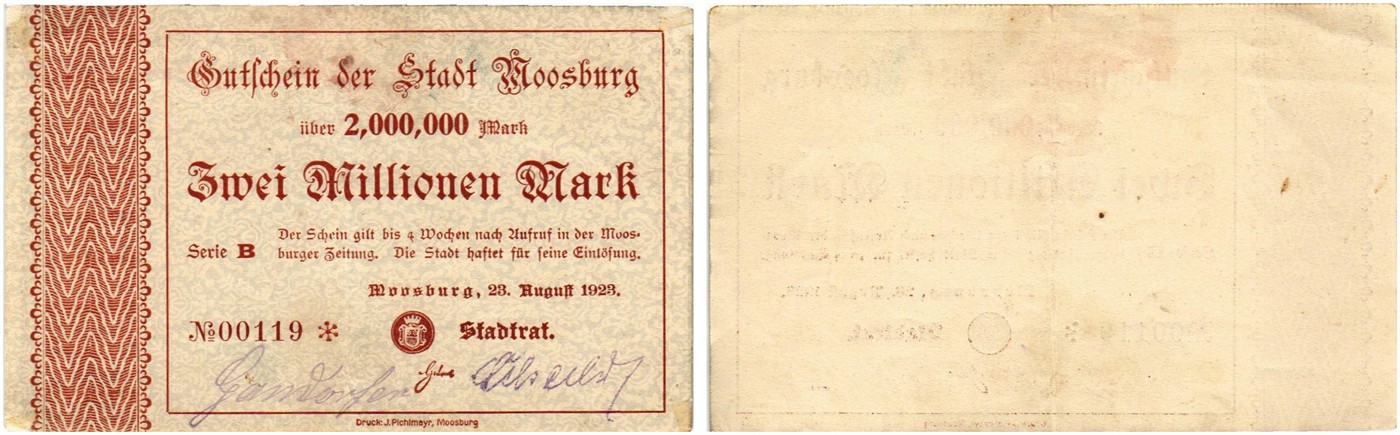 Gutschein der Stadt Moosburg
über 2,000,000 Mark
Zwei Millionen Mark
Serie B
Der Schein gilt bis 4 Wochen nach Aufruf in der Moos-
burger Zeitung. Die Stadt haftet für seine Einlösung.
Moosburg, 23. August 1923.
№00119 * Stadtrat.
Druck: J. Pichlmayr, Moosburg